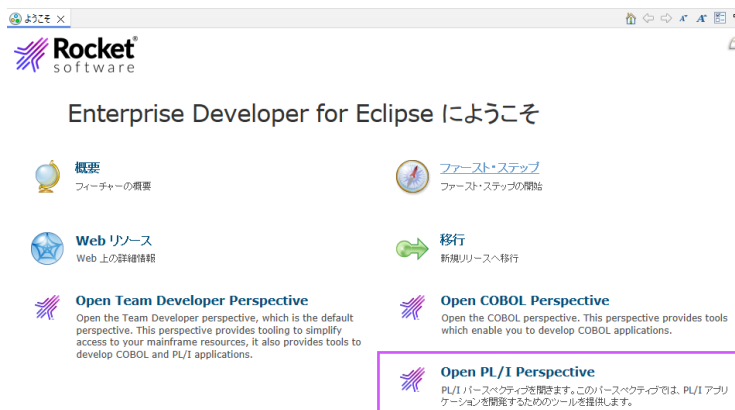 ようこそ
Rocket®
software
Enterprise Developer for Eclipse にようこそ
概要
フィーチャーの概要
ファースト・ステップ
ファースト・ステップの開始
Web リソース
Web 上の詳細情報
移行
新規リリースへ移行
Open Team Developer Perspective
Open the Team Developer perspective, which is the default
perspective. This perspective provides tooling to simplify
access to your mainframe resources, it also provides tools to
develop COBOL and PL/I applications.
Open COBOL Perspective
Open the COBOL perspective. This perspective provides tools
which enable you to develop COBOL applications.
Open PL/I Perspective
PL/I パースペクティブを開きます。このパースペクティブでは、PL/I アプリ
ケーションを開発するためのツールを提供します。